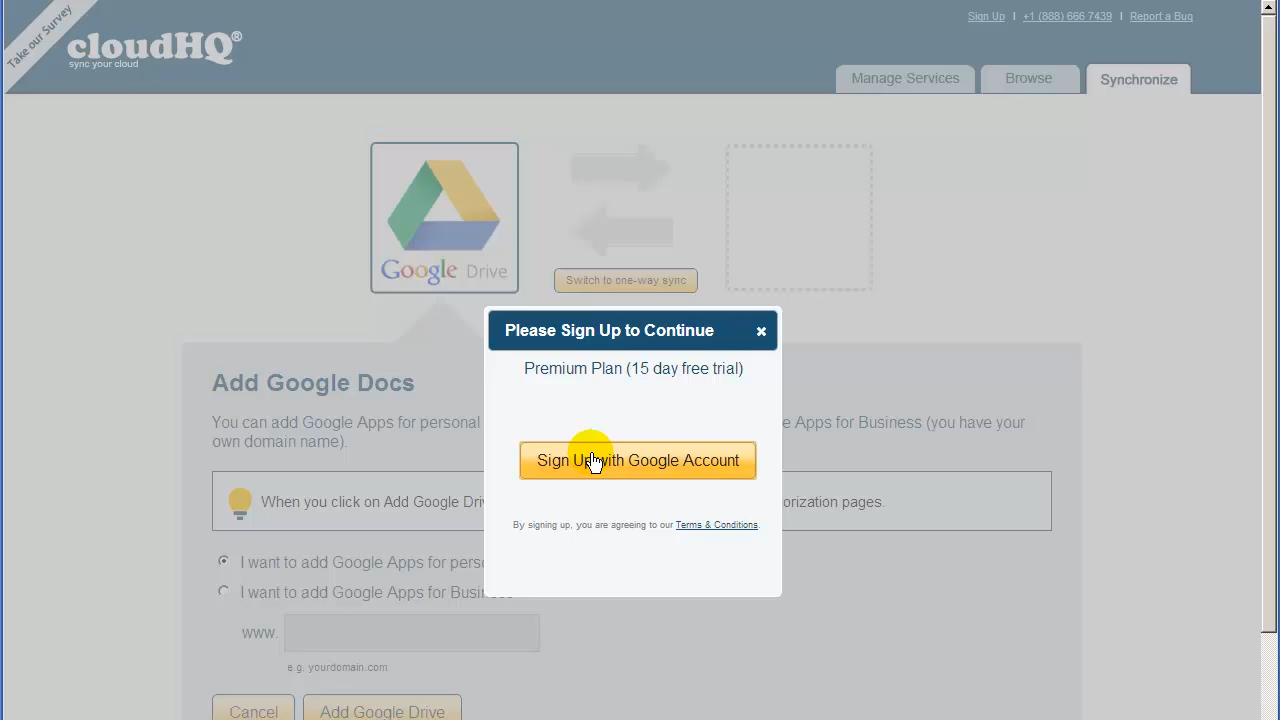 Take our Survey
cloudHQ®
sync your cloud
Sign Up | +1 (888) 666 7439 | Report a Bug
Manage Services
Browse
Synchronize
Google Drive
Switch to one-way sync
Please Sign Up to Continue
Premium Plan (15 day free trial)
Sign Up with Google Account
By signing up, you are agreeing to our Terms & Conditions.
Add Google Docs
You can add Google Apps for personal e Apps for Business (you have your
own domain name).
When you click on Add Google Driv orization pages.
I want to add Google Apps for perso
I want to add Google Apps for Business
www.
e.g. yourdomain.com
Cancel
Add Google Drive